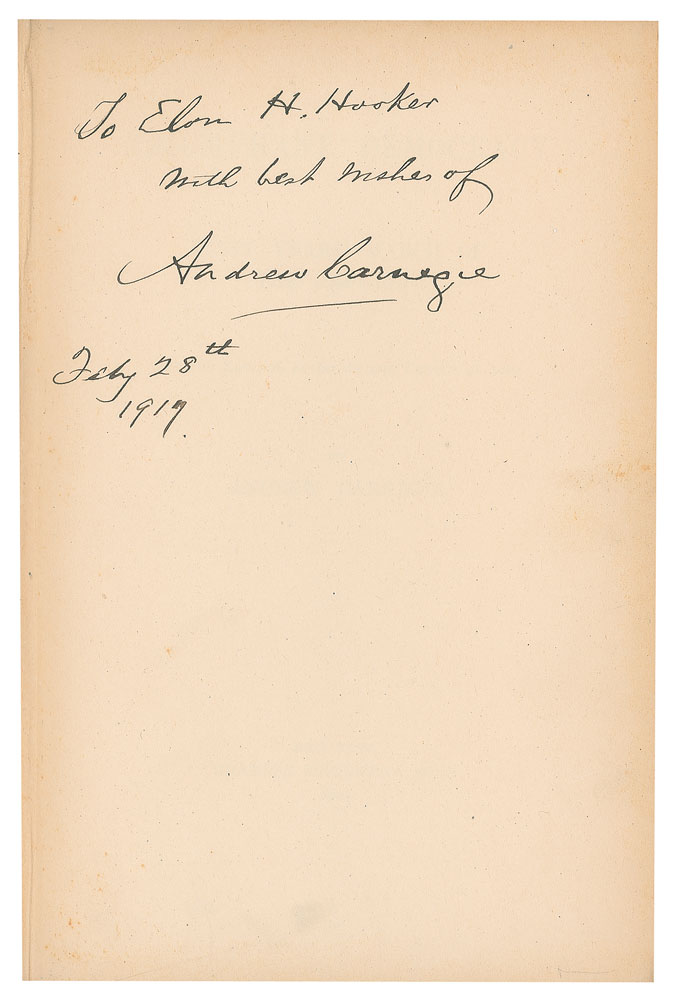 To Elon H. Hooker
with best wishes of
Andrew Carnegie
Feby 28th
1917